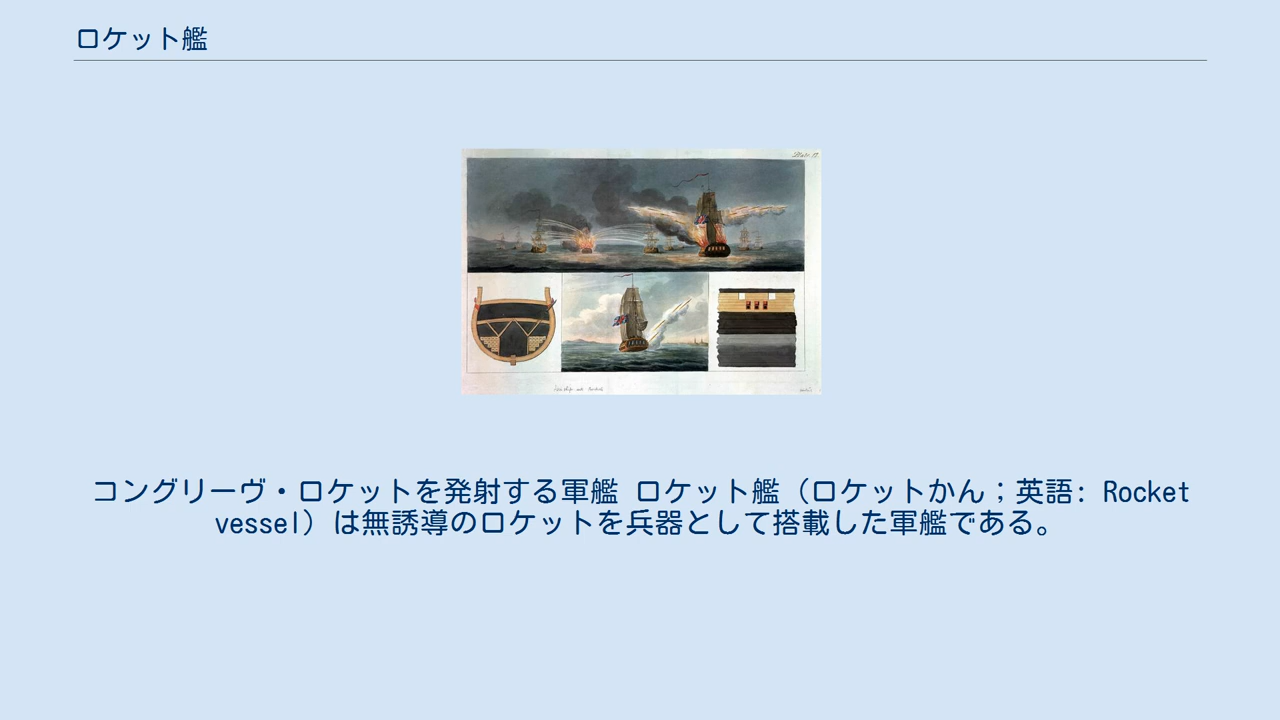 ロケット艦
コングリーヴ・ロケットを発射する軍艦 ロケット艦（ロケットかん；英語: Rocket
vessel）は無誘導のロケットを兵器として搭載した軍艦である。